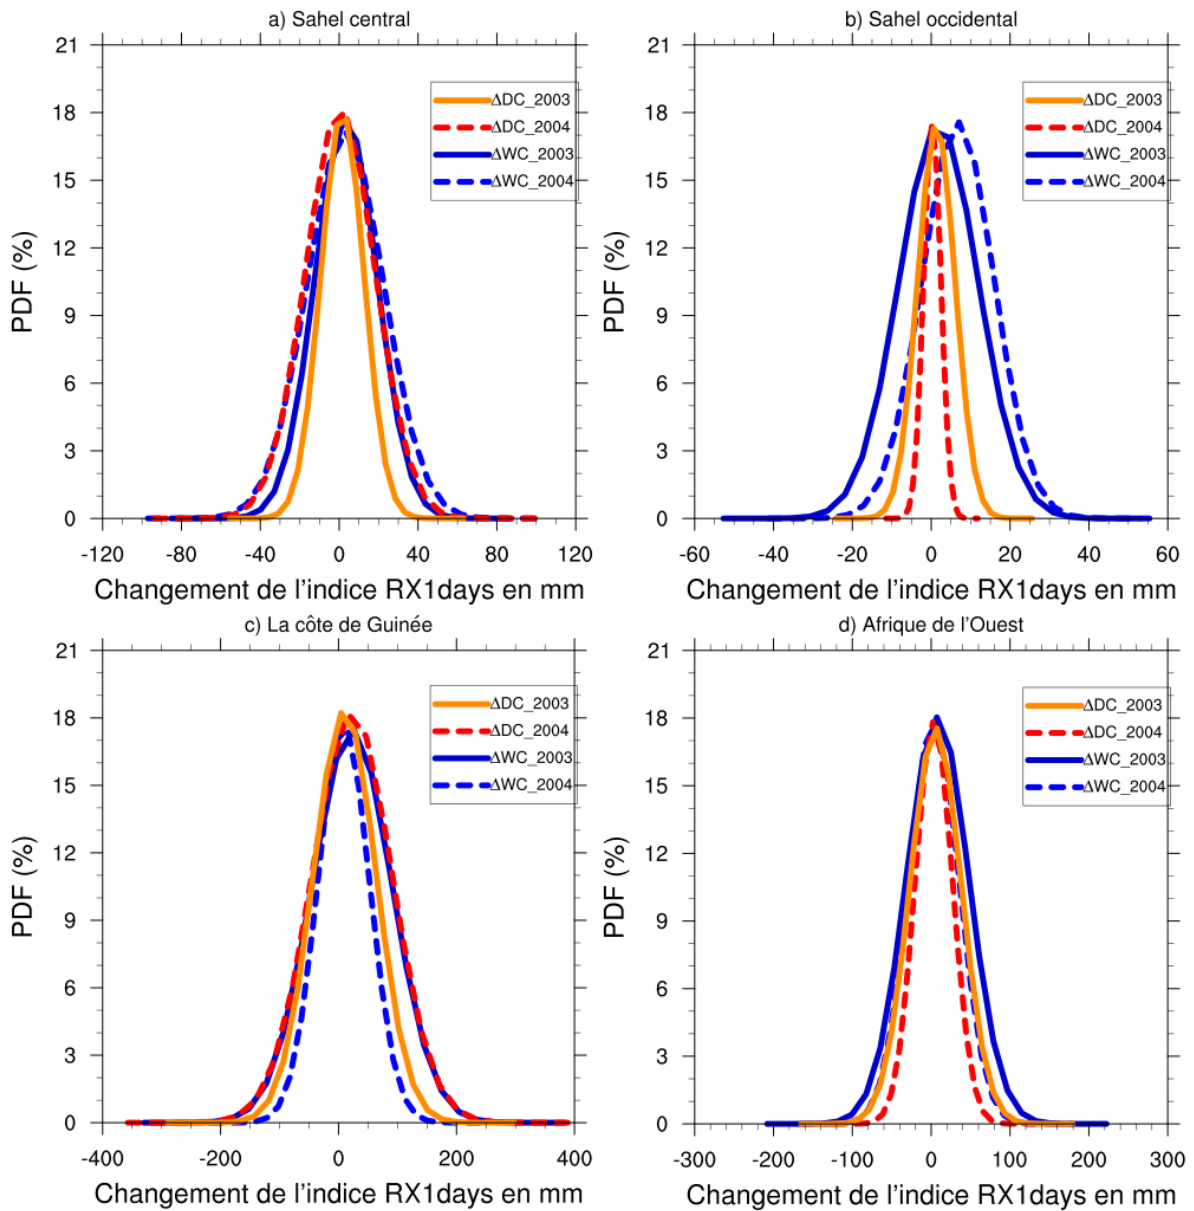 a) Sahel central
21
18
15
12
9
6
3
0
PDF (%)
ΔDC_2003
ΔDC_2004
ΔWC_2003
ΔWC_2004
-120 -80 -40 0 40 80 120
Changement de l'indice RX1days en mm
b) Sahel occidental
21
18
15
12
9
6
3
0
PDF (%)
ΔDC_2003
ΔDC_2004
ΔWC_2003
ΔWC_2004
-60 -40 -20 0 20 40 60
Changement de l'indice RX1days en mm
c) La côte de Guinée
21
18
15
12
9
6
3
0
PDF (%)
ΔDC_2003
ΔDC_2004
ΔWC_2003
ΔWC_2004
-400 -200 0 200 400
Changement de l'indice RX1days en mm
d) Afrique de l'Ouest
21
18
15
12
9
6
3
0
PDF (%)
ΔDC_2003
ΔDC_2004
ΔWC_2003
ΔWC_2004
-300 -200 -100 0 100 200 300
Changement de l'indice RX1days en mm